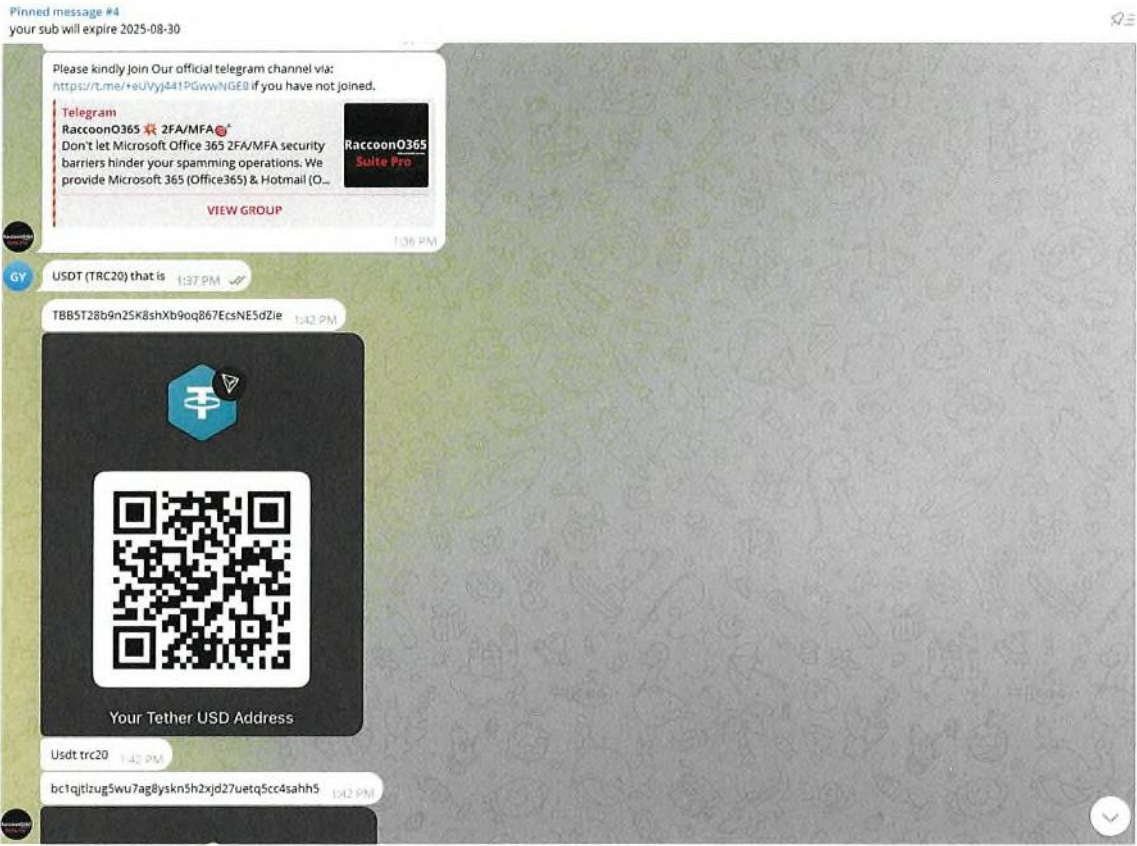 Pinned message #4
your sub will expire 2025-08-30
Please kindly Join Our official telegram channel via:
if you have not joined.
Telegram
RaccoonO365 💥 2FA/MFA🎯
Don't let Microsoft Office 365 2FA/MFA security
barriers hinder your spamming operations. We
provide Microsoft 365 (Office365) & Hotmail (O...
RaccoonO365
Suite Pro
VIEW GROUP
1:36 PM
GY
USDT (TRC20) that is 1:37 PM
TBB5T28b9n2SK8shXb9oq867EcsNE5dZie 1:42 PM
Your Tether USD Address
Usdt trc20 1:42 PM
bc1qjtlzug5wu7ag8yskn5h2xjd27uetq5cc4sahh5 1:42 PM